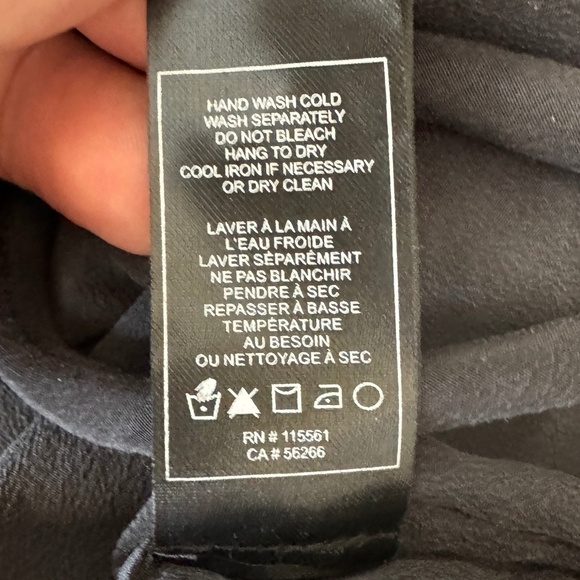 HAND WASH COLD
WASH SEPARATELY
DO NOT BLEACH
HANG TO DRY
COOL IRON IF NECESSARY
OR DRY CLEAN
LAVER À LA MAIN À
L'EAU FROIDE
LAVER SÉPARÉMENT
NE PAS BLANCHIR
PENDRE À SEC
REPASSER À BASSE
TEMPÉRATURE
AU BESOIN
OU NETTOYAGE À SEC
RN # 115561
CA # 56266